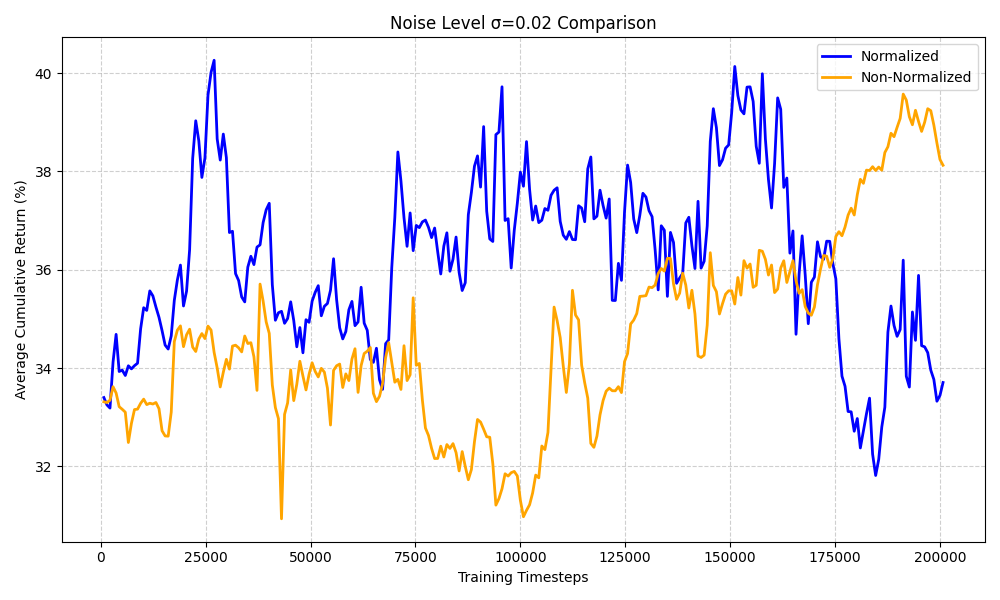 Noise Level σ=0.02 Comparison
Normalized
Non-Normalized
Average Cumulative Return (%)
40
38
36
34
32
0 25000 50000 75000 100000 125000 150000 175000 200000
Training Timesteps